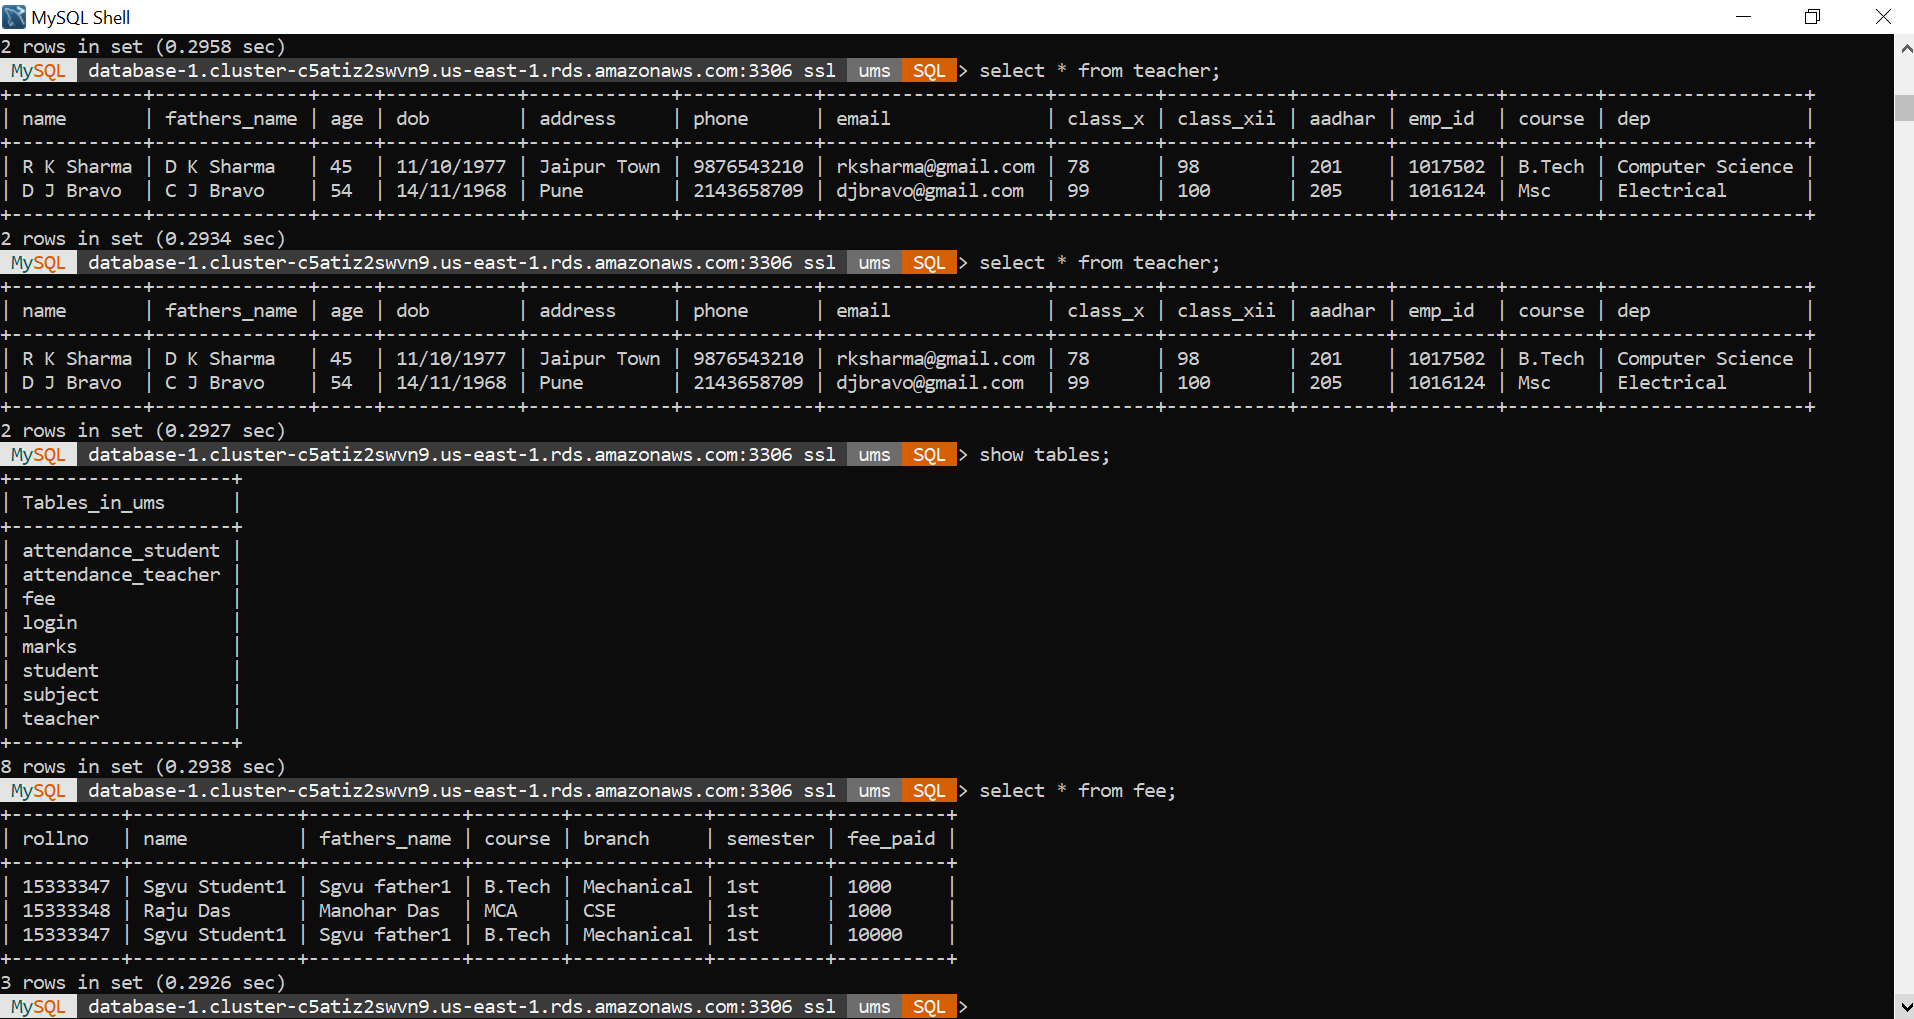 MySQL Shell
2 rows in set (0.2958 sec)
MySQL database-1.cluster-c5atiz2swvn9.us-east-1.rds.amazonaws.com:3306 ssl ums SQL > select * from teacher;
+------------+--------------+-----+------------+-------------+------------+--------------------+---------+-----------+--------+---------+--------+------------------+
| name       | fathers_name | age | dob        | address     | phone      | email              | class_x | class_xii | aadhar | emp_id  | course | dep              |
+------------+--------------+-----+------------+-------------+------------+--------------------+---------+-----------+--------+---------+--------+------------------+
| R K Sharma | D K Sharma   | 45  | 11/10/1977 | Jaipur Town | 9876543210 | rksharma@gmail.com | 78      | 98        | 201    | 1017502 | B.Tech | Computer Science |
| D J Bravo  | C J Bravo    | 54  | 14/11/1968 | Pune        | 2143658709 | djbravo@gmail.com  | 99      | 100       | 205    | 1016124 | Msc    | Electrical       |
+------------+--------------+-----+------------+-------------+------------+--------------------+---------+-----------+--------+---------+--------+------------------+
2 rows in set (0.2934 sec)
MySQL database-1.cluster-c5atiz2swvn9.us-east-1.rds.amazonaws.com:3306 ssl ums SQL > select * from teacher;
+------------+--------------+-----+------------+-------------+------------+--------------------+---------+-----------+--------+---------+--------+------------------+
| name       | fathers_name | age | dob        | address     | phone      | email              | class_x | class_xii | aadhar | emp_id  | course | dep              |
+------------+--------------+-----+------------+-------------+------------+--------------------+---------+-----------+--------+---------+--------+------------------+
| R K Sharma | D K Sharma   | 45  | 11/10/1977 | Jaipur Town | 9876543210 | rksharma@gmail.com | 78      | 98        | 201    | 1017502 | B.Tech | Computer Science |
| D J Bravo  | C J Bravo    | 54  | 14/11/1968 | Pune        | 2143658709 | djbravo@gmail.com  | 99      | 100       | 205    | 1016124 | Msc    | Electrical       |
+------------+--------------+-----+------------+-------------+------------+--------------------+---------+-----------+--------+---------+--------+------------------+
2 rows in set (0.2927 sec)
MySQL database-1.cluster-c5atiz2swvn9.us-east-1.rds.amazonaws.com:3306 ssl ums SQL > show tables;
+--------------------+
| Tables_in_ums      |
+--------------------+
| attendance_student |
| attendance_teacher |
| fee                |
| login              |
| marks              |
| student            |
| subject            |
| teacher            |
+--------------------+
8 rows in set (0.2938 sec)
MySQL database-1.cluster-c5atiz2swvn9.us-east-1.rds.amazonaws.com:3306 ssl ums SQL > select * from fee;
+----------+---------------+--------------+--------+------------+----------+----------+
| rollno   | name          | fathers_name | course | branch     | semester | fee_paid |
+----------+---------------+--------------+--------+------------+----------+----------+
| 15333347 | Sgvu Student1 | Sgvu father1 | B.Tech | Mechanical | 1st      | 1000     |
| 15333348 | Raju Das      | Manohar Das  | MCA    | CSE        | 1st      | 1000     |
| 15333347 | Sgvu Student1 | Sgvu father1 | B.Tech | Mechanical | 1st      | 10000    |
+----------+---------------+--------------+--------+------------+----------+----------+
3 rows in set (0.2926 sec)
MySQL database-1.cluster-c5atiz2swvn9.us-east-1.rds.amazonaws.com:3306 ssl ums SQL >